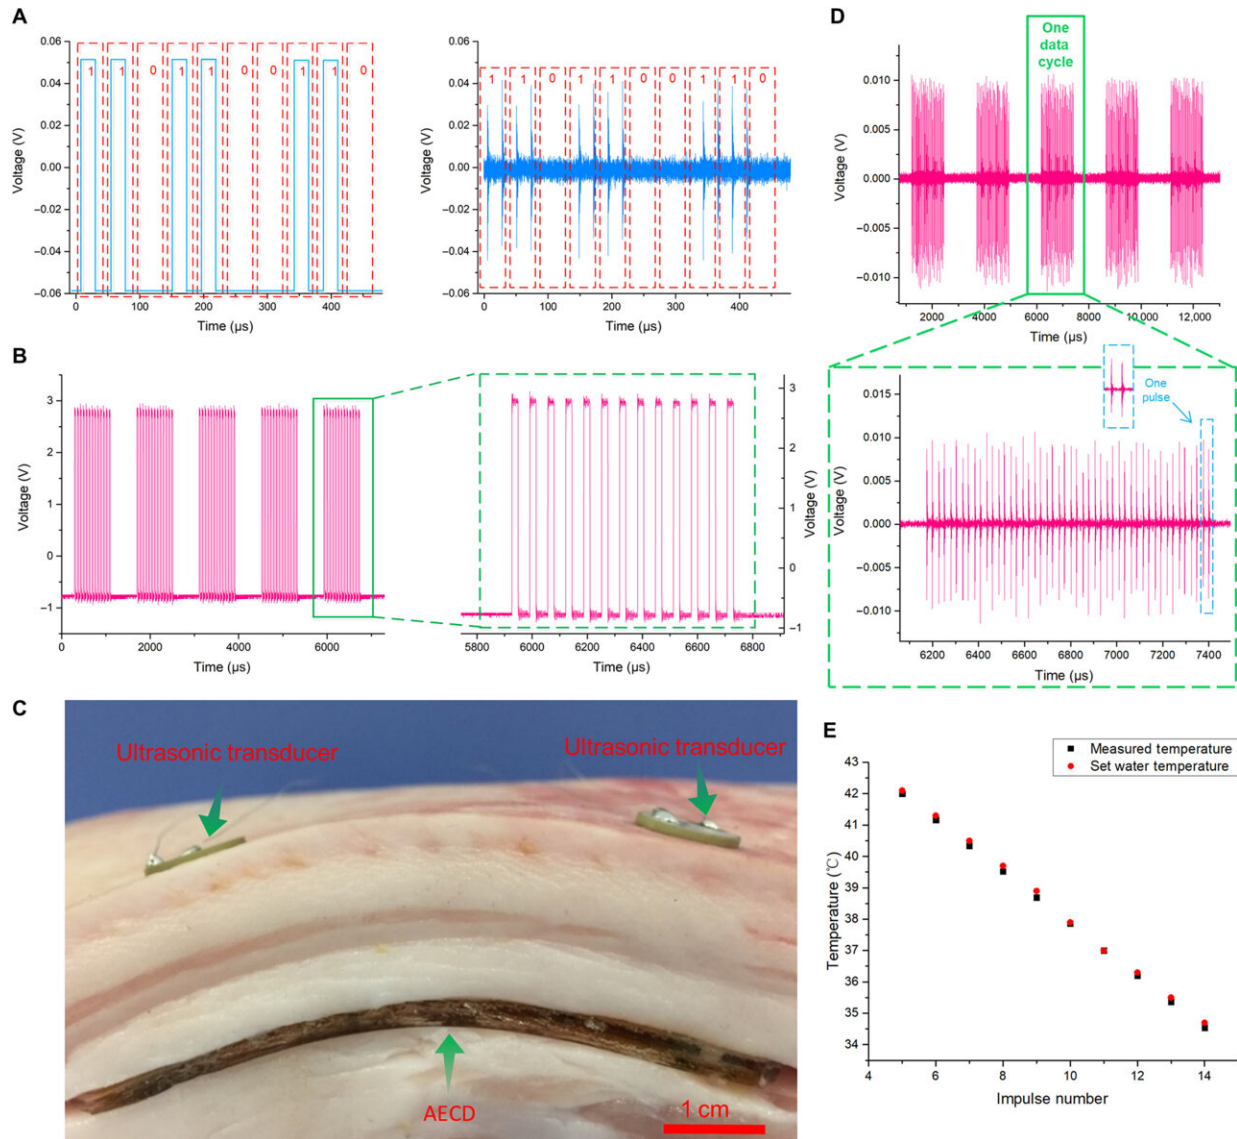 A
0.06
0.04
0.02
0.00
−0.02
−0.04
−0.06
Voltage (V)
1 1 0 1 1 0 0 1 1 0
0 100 200 300 400
Time (µs)
0.06
0.04
0.02
0.00
−0.02
−0.04
−0.06
Voltage (V)
1 1 0 1 1 0 0 1 1 0
0 100 200 300 400
Time (µs)
B
3
2
1
0
−1
Voltage (V)
0 2000 4000 6000
Time (µs)
3
2
1
0
−1
Voltage (V)
5800 6000 6200 6400 6600 6800
Time (µs)
C
Ultrasonic transducer
Ultrasonic transducer
AECD
1 cm
D
One
data
cycle
0.010
0.005
0.000
−0.005
−0.010
Voltage (V)
2000 4000 6000 8000 10,000 12,000
Time (µs)
One
pulse
0.015
0.010
0.005
0.000
−0.005
−0.010
Voltage (V)
6200 6400 6600 6800 7000 7200 7400
Time (µs)
E
Measured temperature
Set water temperature
43
42
41
40
39
38
37
36
35
34
Temperature (℃)
4 6 8 10 12 14
Impulse number